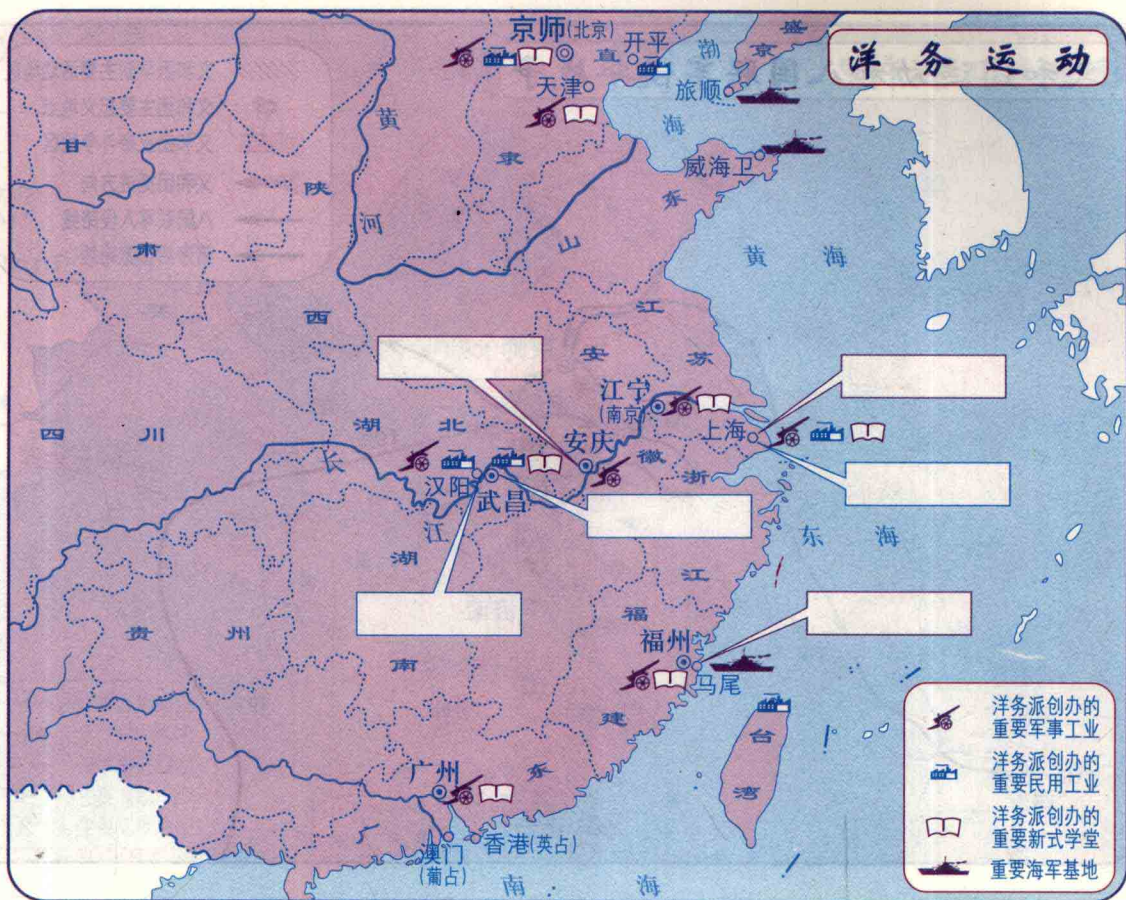 洋务运动
京师(北京)
直
开平
渤
盛
京
天津
旅顺
黄
隶
海
甘
威海卫
陕
东
河
山
肃
黄 海
西
江
安 苏
江宁
(南京)
四 川
湖 北
上海
长
安庆
徽
汉阳
武昌
浙
江
东 海
湖
江
贵 州
福
福州
南
马尾
建
台
广州
东
湾
香港(英占)
澳门
(葡占)
南 海
洋务派创办的
重要军事工业
洋务派创办的
重要民用工业
洋务派创办的
重要新式学堂
重要海军基地